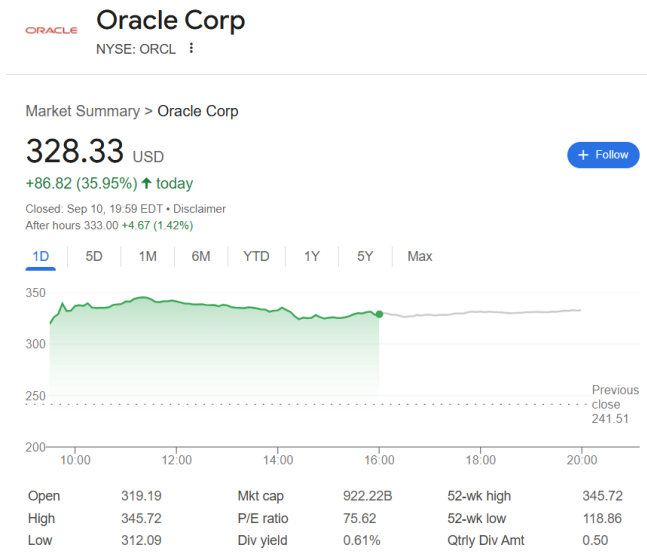 ORACLE
Oracle Corp
NYSE: ORCL
Market Summary > Oracle Corp
328.33 USD
+ Follow
+86.82 (35.95%) ↑ today
Closed: Sep 10, 19:59 EDT • Disclaimer
After hours 333.00 +4.67 (1.42%)
1D 5D 1M 6M YTD 1Y 5Y Max
350
300
250
200
Previous
close
241.51
10:00 12:00 14:00 16:00 18:00 20:00
Open 319.19 Mkt cap 922.22B 52-wk high 345.72
High 345.72 P/E ratio 75.62 52-wk low 118.86
Low 312.09 Div yield 0.61% Qtrly Div Amt 0.50